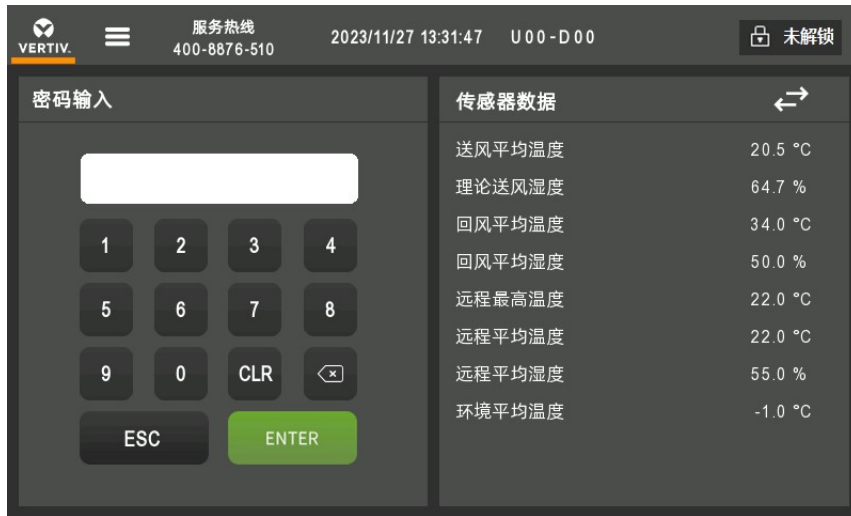 VERTIV.
服务热线
400-8876-510
2023/11/27 13:31:47 U00-D00
未解锁
密码输入
1 2 3 4
5 6 7 8
9 0 CLR
ESC ENTER
传感器数据
送风平均温度 20.5 °C
理论送风湿度 64.7 %
回风平均温度 34.0 °C
回风平均湿度 50.0 %
远程最高温度 22.0 °C
远程平均温度 22.0 °C
远程平均湿度 55.0 %
环境平均温度 -1.0 °C